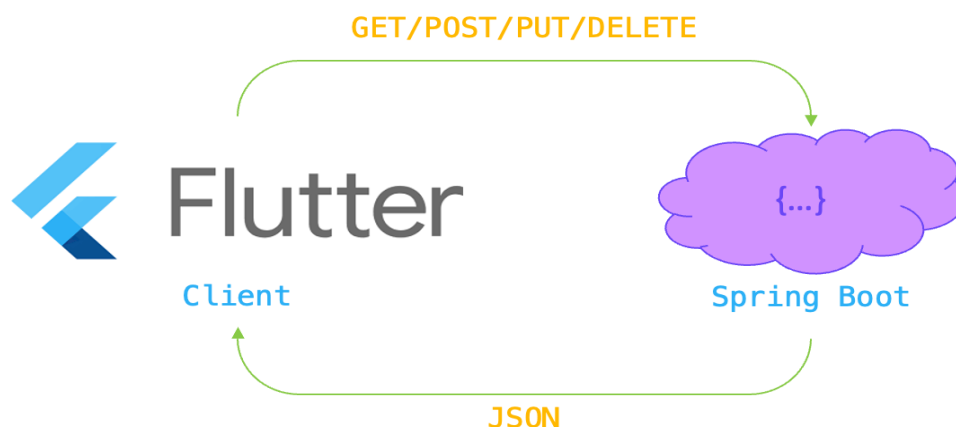 GET/POST/PUT/DELETE
Flutter
{...}
Client
Spring Boot
JSON